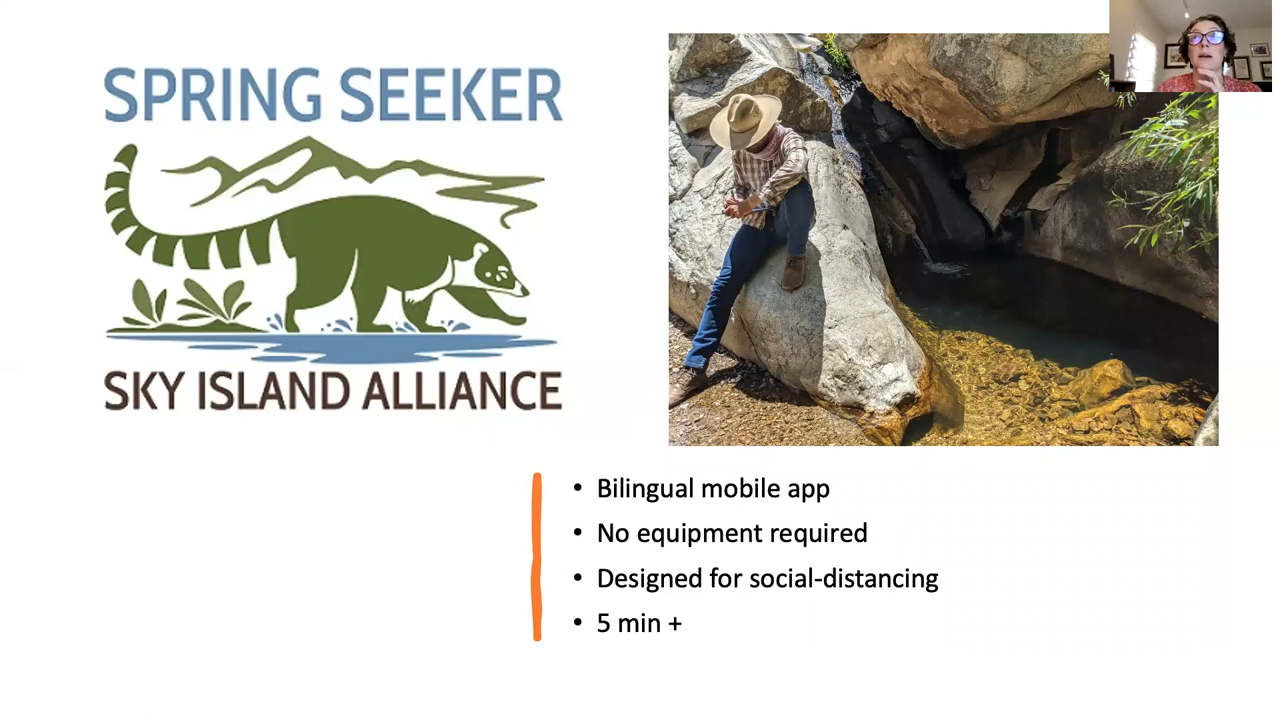 SPRING SEEKER
SKY ISLAND ALLIANCE
• Bilingual mobile app
• No equipment required
• Designed for social-distancing
• 5 min +